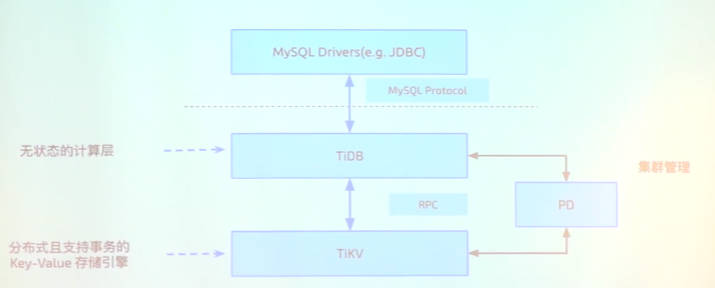 MySQL Drivers(e.g. JDBC)
MySQL Protocol
无状态的计算层
TiDB
集群管理
RPC
PD
分布式且支持事务的
Key-Value 存储引擎
TiKV